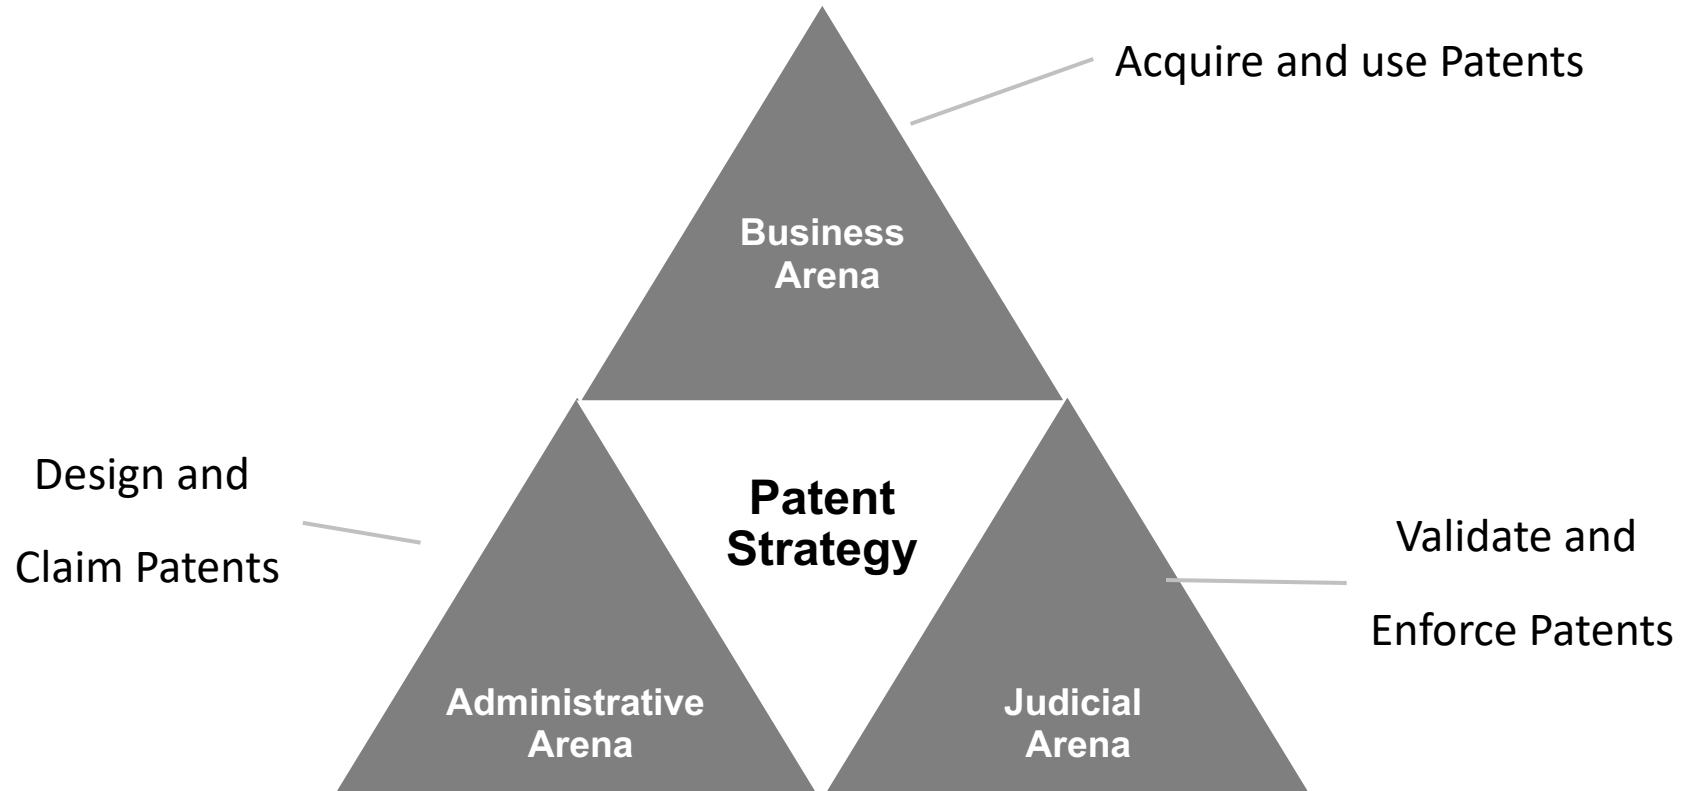 Acquire and use Patents
Business
Arena
Design and
Claim Patents
Patent
Strategy
Validate and
Enforce Patents
Administrative
Arena
Judicial
Arena